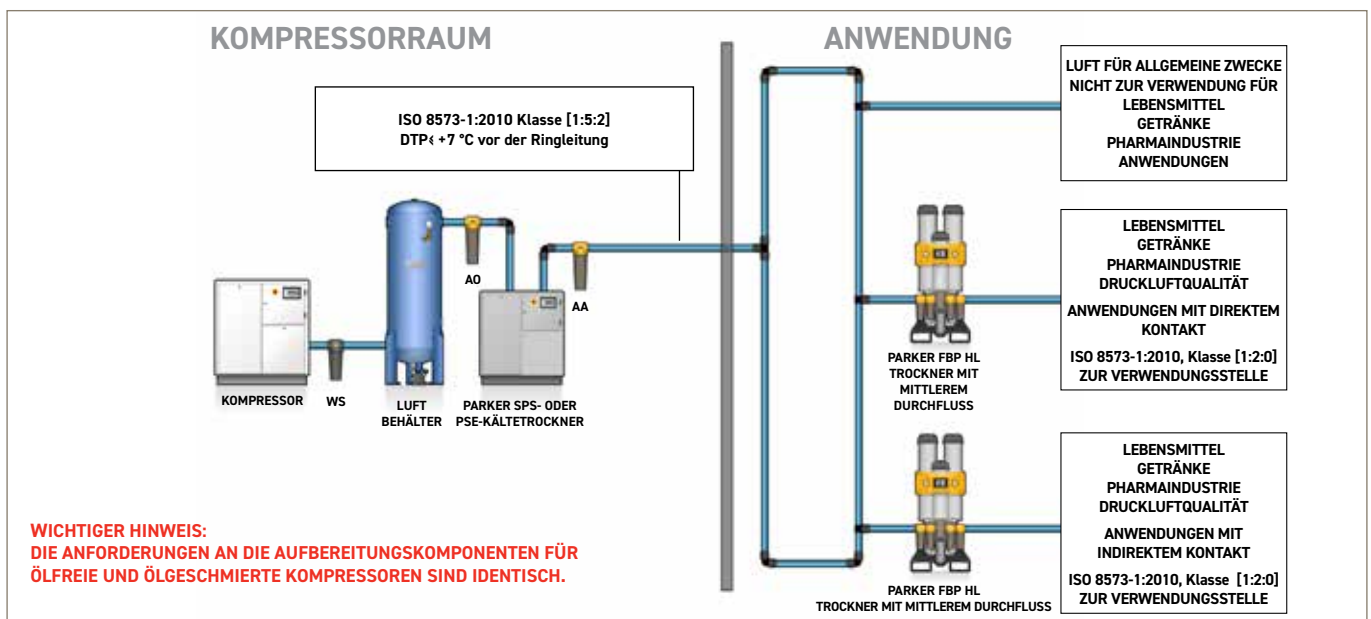 KOMPRESSORRAUM
ANWENDUNG
ISO 8573-1:2010 Klasse [1:5:2]
DTP< +7 °C vor der Ringleitung
KOMPRESSOR
WS
LUFT
BEHÄLTER
AO
PARKER SPS- ODER
PSE-KÄLTETROCKNER
AA
LUFT FÜR ALLGEMEINE ZWECKE
NICHT ZUR VERWENDUNG FÜR
LEBENSMITTEL
GETRÄNKE
PHARMAINDUSTRIE
ANWENDUNGEN
PARKER FBP HL
TROCKNER MIT
MITTLEREM
DURCHFLUSS
LEBENSMITTEL
GETRÄNKE
PHARMAINDUSTRIE
DRUCKLUFTQUALITÄT
ANWENDUNGEN MIT DIREKTEM
KONTAKT
ISO 8573-1:2010, Klasse [1:2:0]
ZUR VERWENDUNGSSTELLE
PARKER FBP HL
TROCKNER MIT MITTLEREM DURCHFLUSS
LEBENSMITTEL
GETRÄNKE
PHARMAINDUSTRIE
DRUCKLUFTQUALITÄT
ANWENDUNGEN MIT
INDIREKTEM KONTAKT
ISO 8573-1:2010, Klasse [1:2:0]
ZUR VERWENDUNGSSTELLE
WICHTIGER HINWEIS:
DIE ANFORDERUNGEN AN DIE AUFBEREITUNGSKOMPONENTEN FÜR
ÖLFREIE UND ÖLGESCHMIERTE KOMPRESSOREN SIND IDENTISCH.